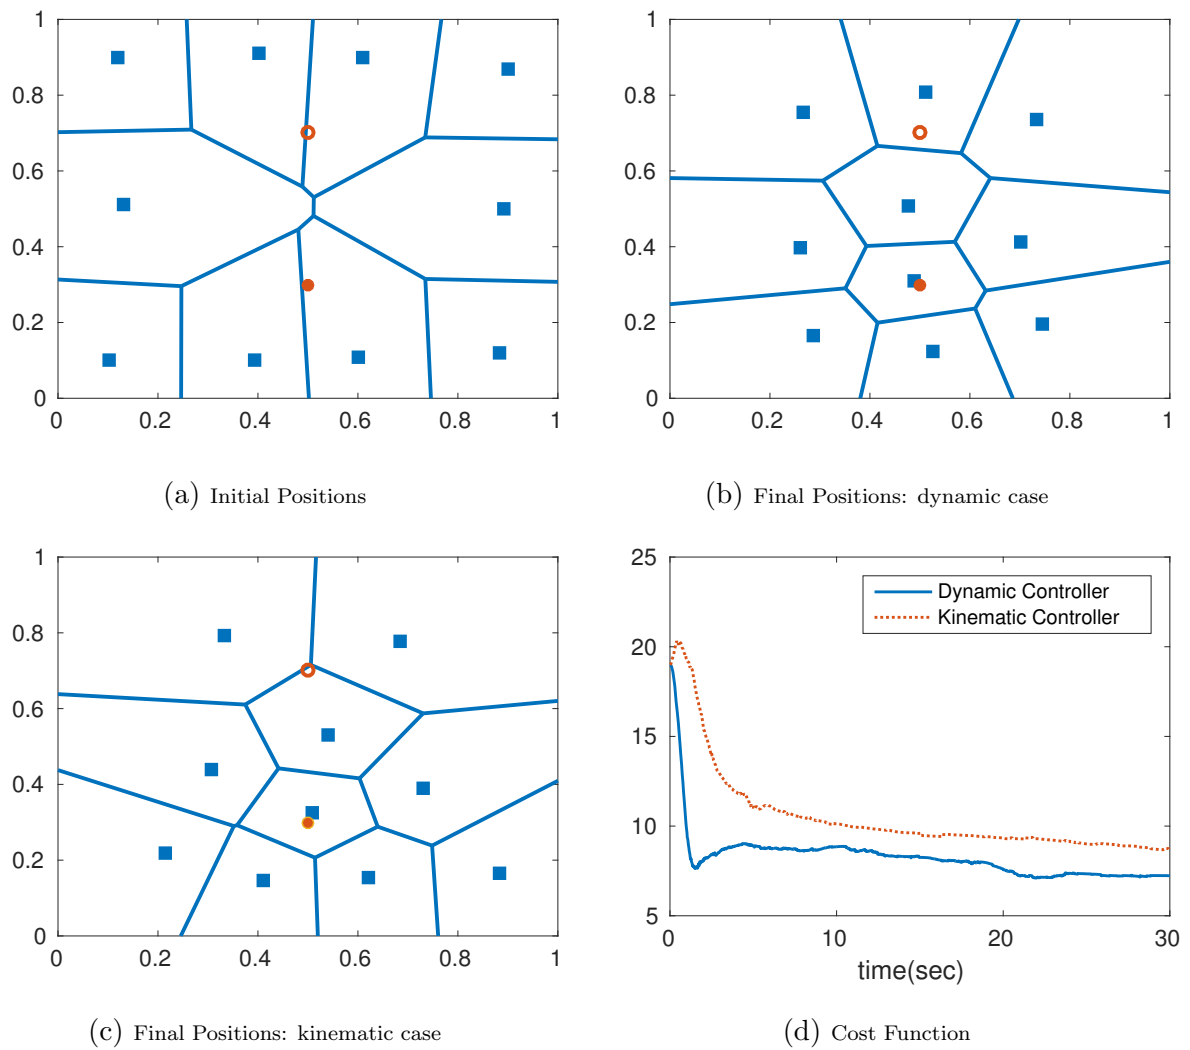 1
0.8
0.6
0.4
0.2
0
0 0.2 0.4 0.6 0.8 1
(a) Initial Positions
1
0.8
0.6
0.4
0.2
0
0 0.2 0.4 0.6 0.8 1
(b) Final Positions: dynamic case
1
0.8
0.6
0.4
0.2
0
0 0.2 0.4 0.6 0.8 1
(c) Final Positions: kinematic case
25
20
15
10
5
Dynamic Controller
Kinematic Controller
0 10 20 30
time(sec)
(d) Cost Function